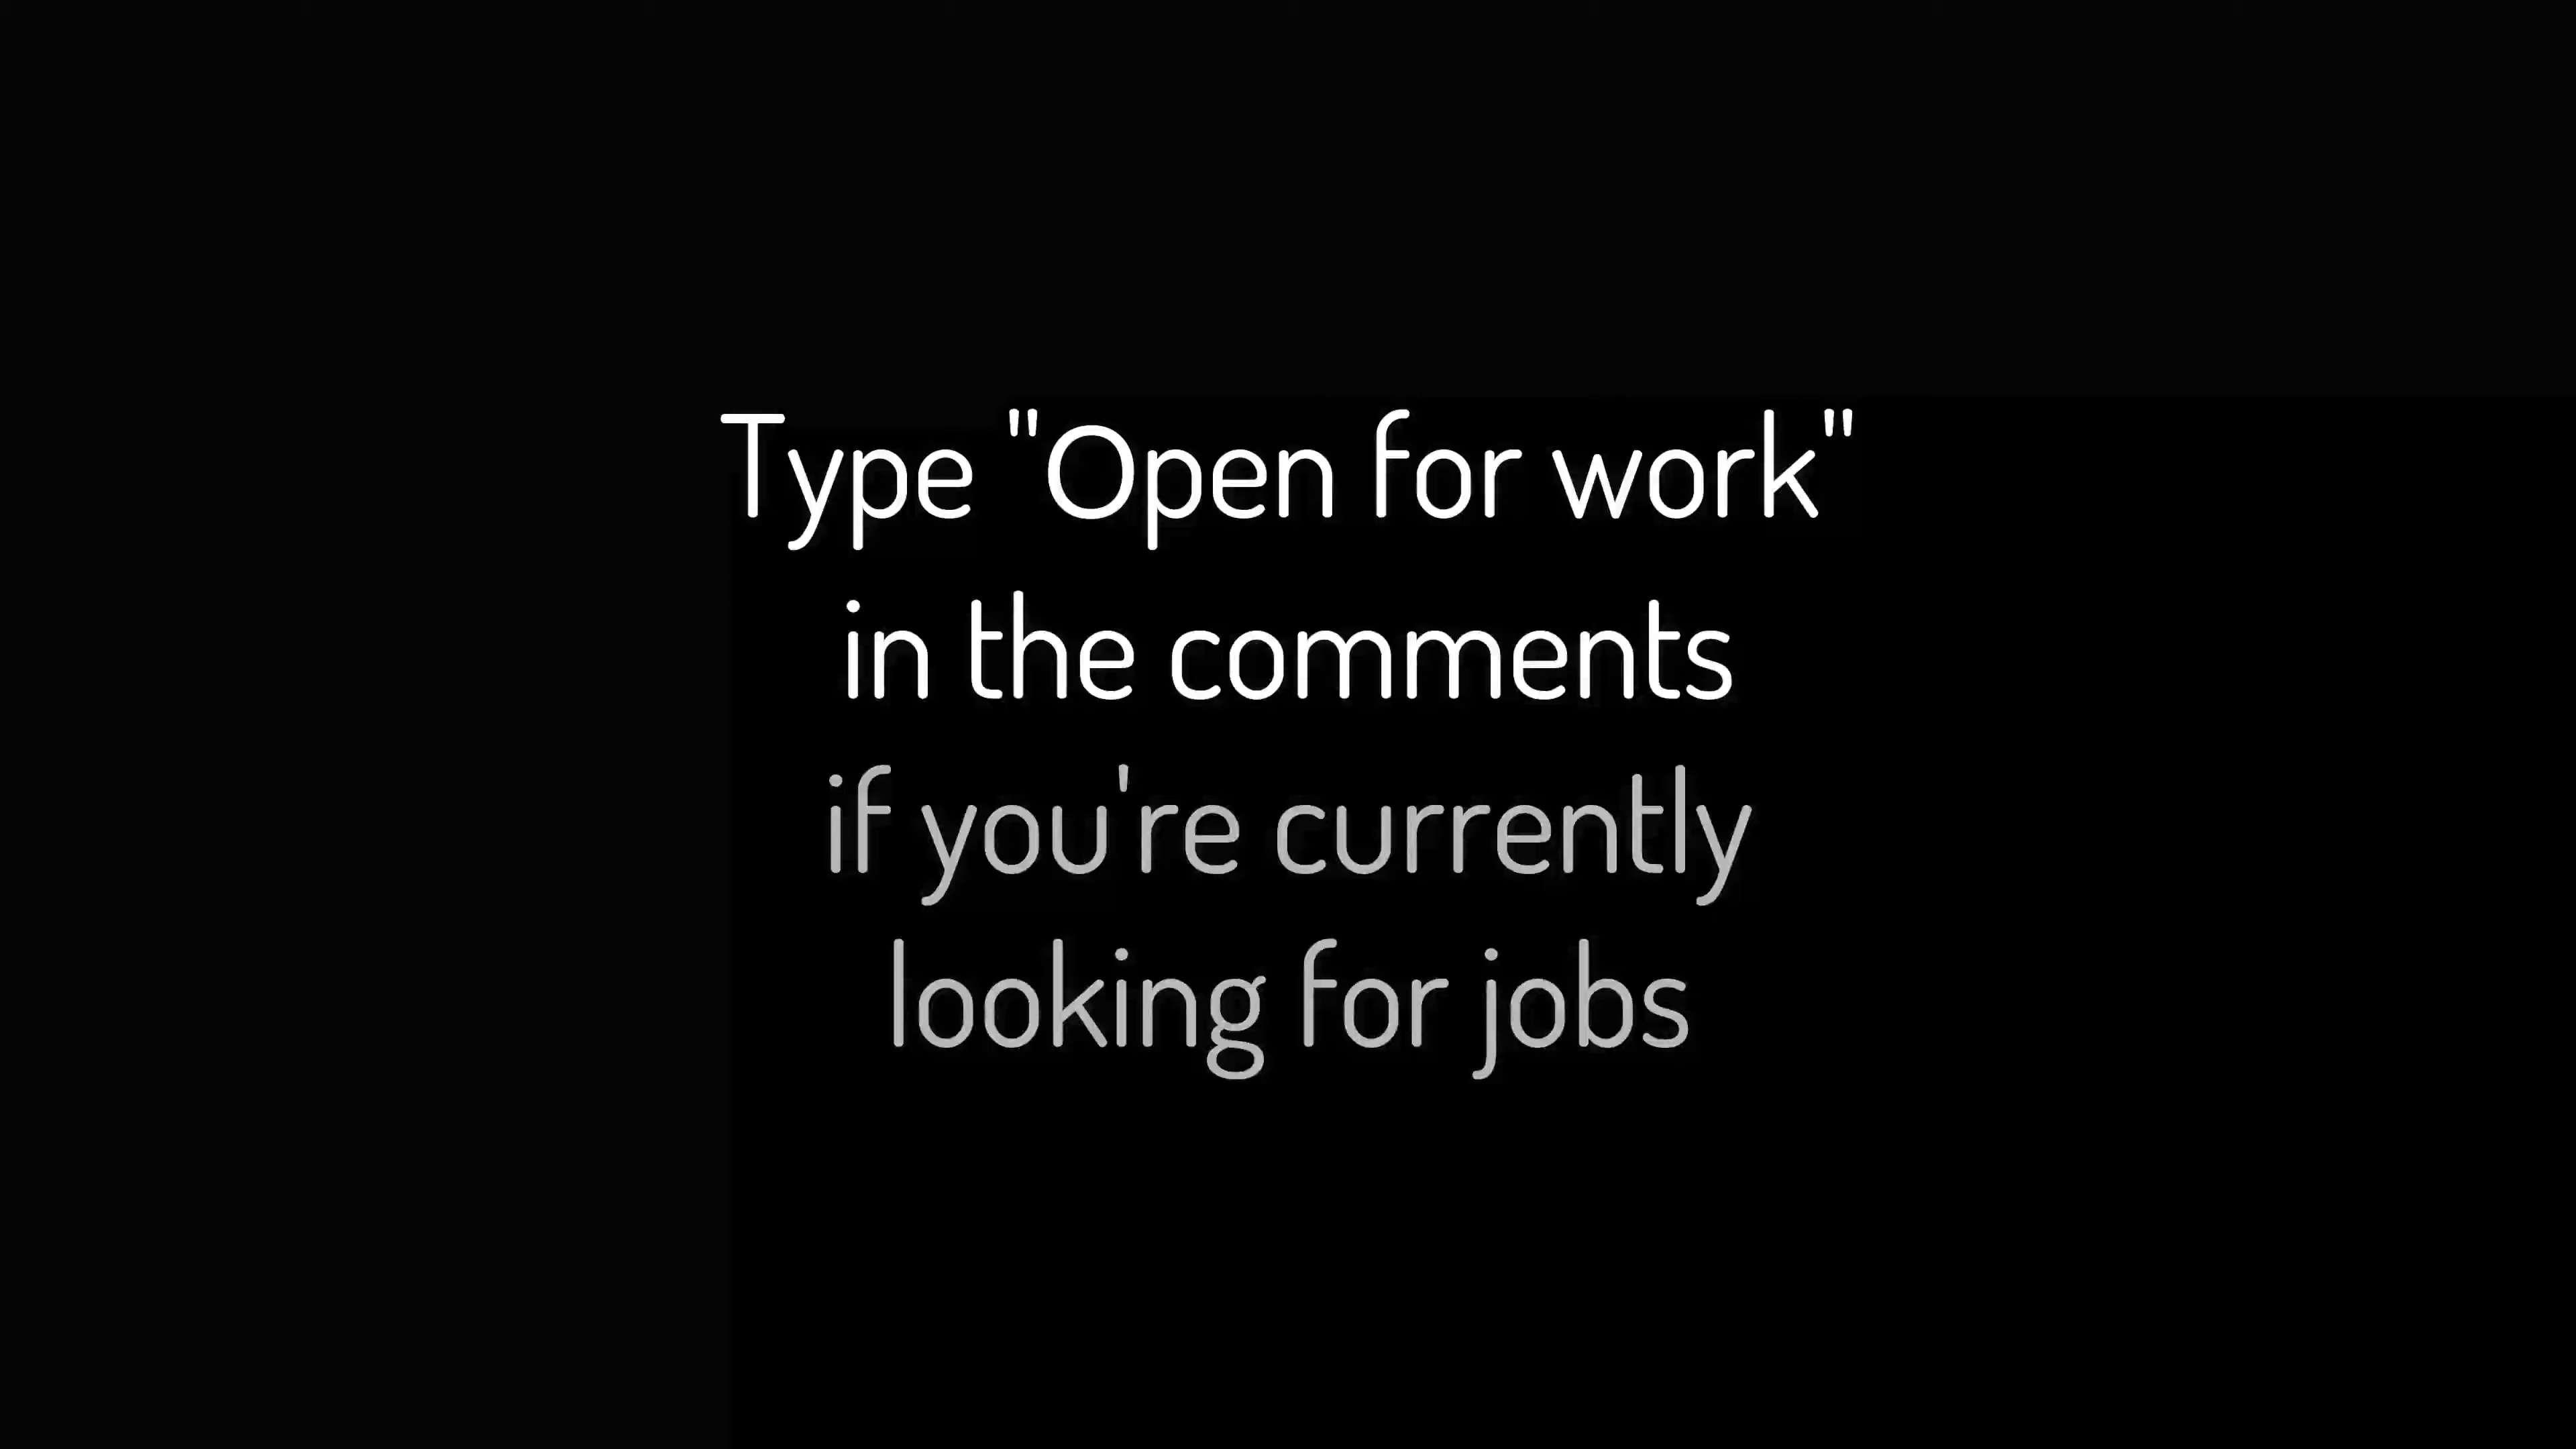 Type "Open for work"
in the comments
if you're currently
looking for jobs